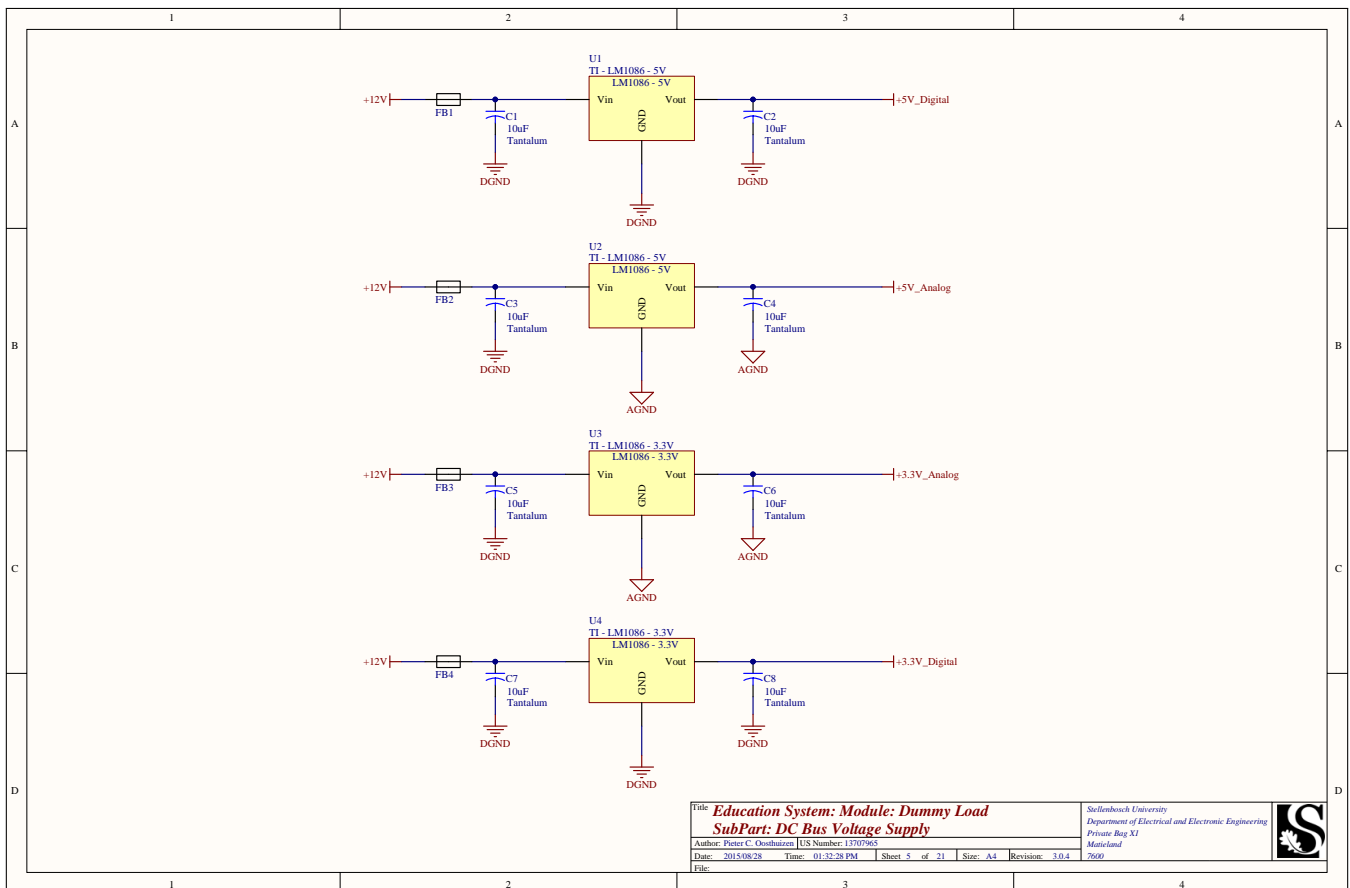 1 2 3 4
A A
U1
TI - LM1086 - 5V
LM1086 - 5V
+12V FB1 Vin Vout +5V_Digital
GND
C1
10uF
Tantalum
C2
10uF
Tantalum
DGND DGND
DGND
B B
U2
TI - LM1086 - 5V
LM1086 - 5V
+12V FB2 Vin Vout +5V_Analog
GND
C3
10uF
Tantalum
C4
10uF
Tantalum
DGND AGND
AGND
C C
U3
TI - LM1086 - 3.3V
LM1086 - 3.3V
+12V FB3 Vin Vout +3.3V_Analog
GND
C5
10uF
Tantalum
C6
10uF
Tantalum
DGND AGND
AGND
D D
U4
TI - LM1086 - 3.3V
LM1086 - 3.3V
+12V FB4 Vin Vout +3.3V_Digital
GND
C7
10uF
Tantalum
C8
10uF
Tantalum
DGND DGND
DGND
Title Education System: Module: Dummy Load
SubPart: DC Bus Voltage Supply
Author: Pieter C. Oosthuizen US Number: 13707965
Date: 2015/08/28 Time: 01:32:28 PM Sheet 5 of 21 Size: A4 Revision: 3.0.4
File:
Stellenbosch University
Department of Electrical and Electronic Engineering
Private Bag X1
Matieland
7600
1 2 3 4